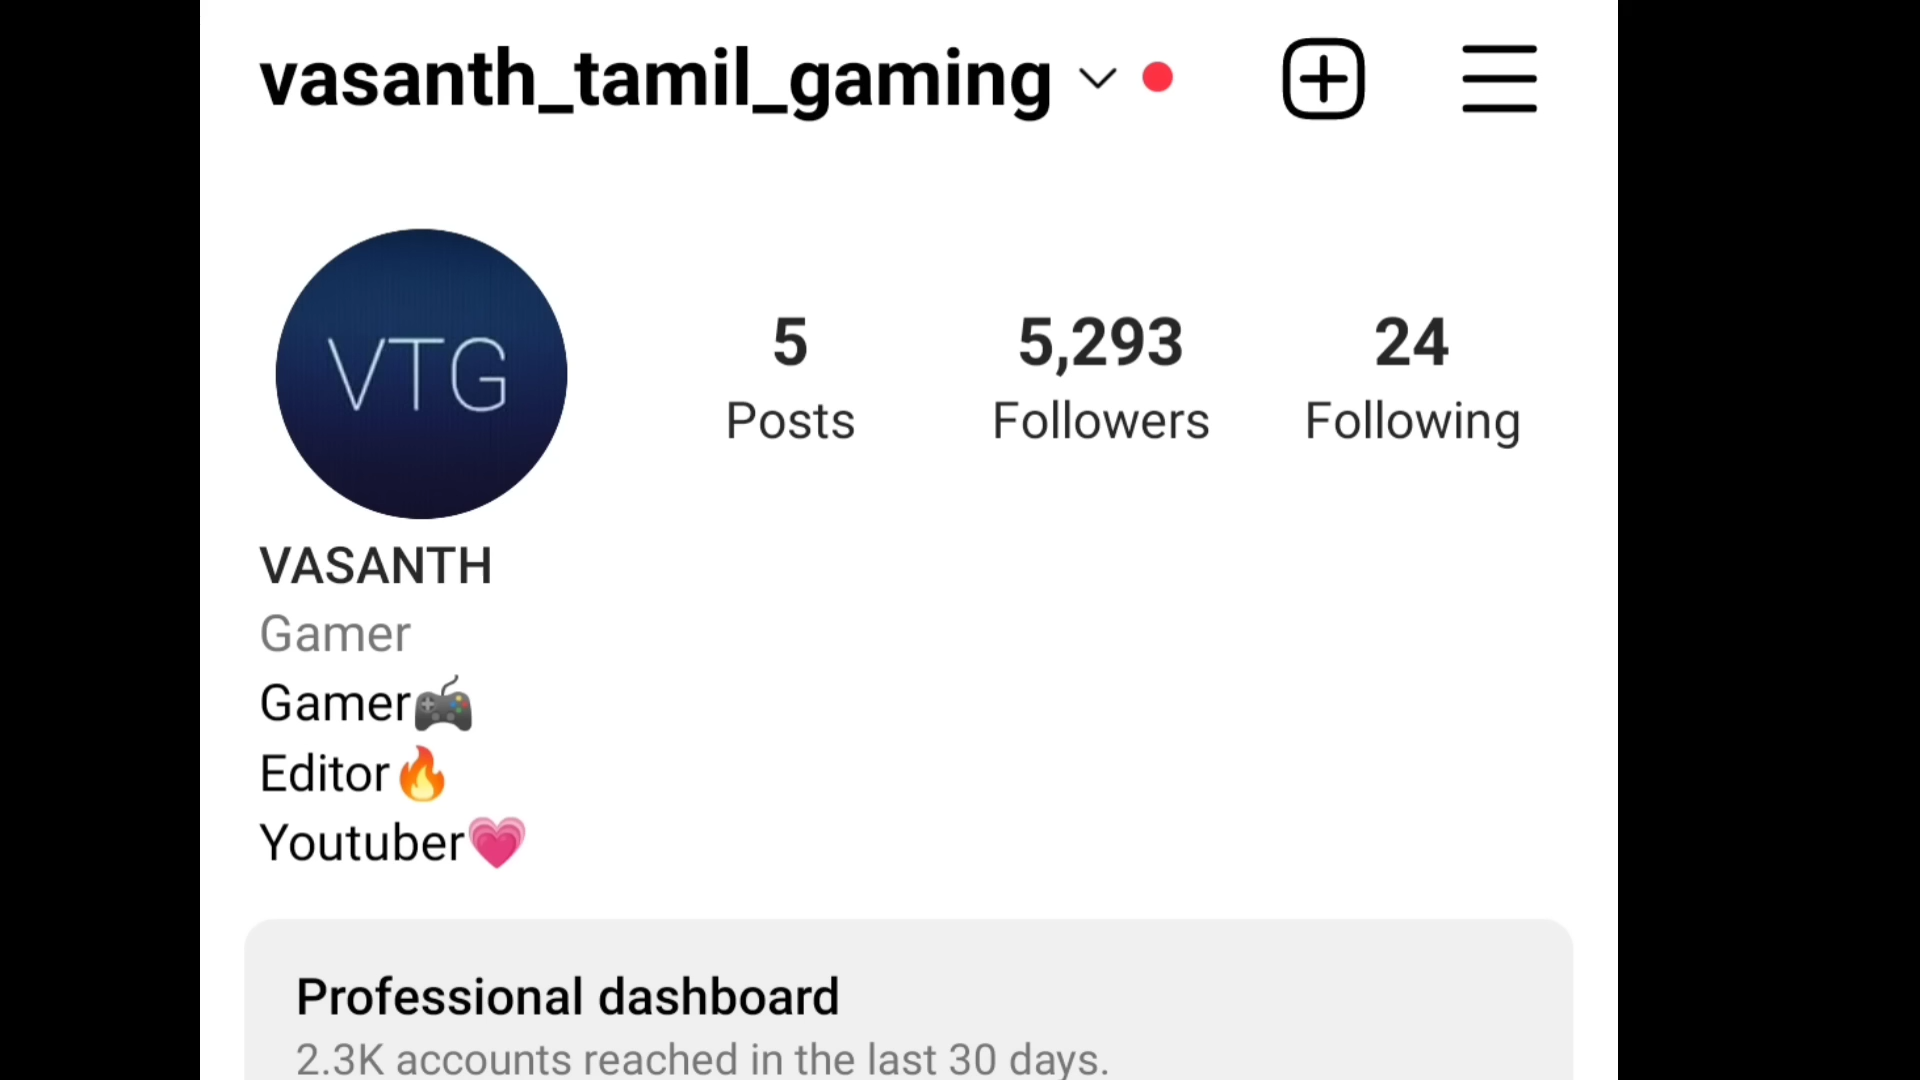 vasanth_tamil_gaming
VTG
5 5,293 24
Posts Followers Following
VASANTH
Gamer
Gamer🎮
Editor🔥
Youtuber💗
Professional dashboard
2.3K accounts reached in the last 30 days.